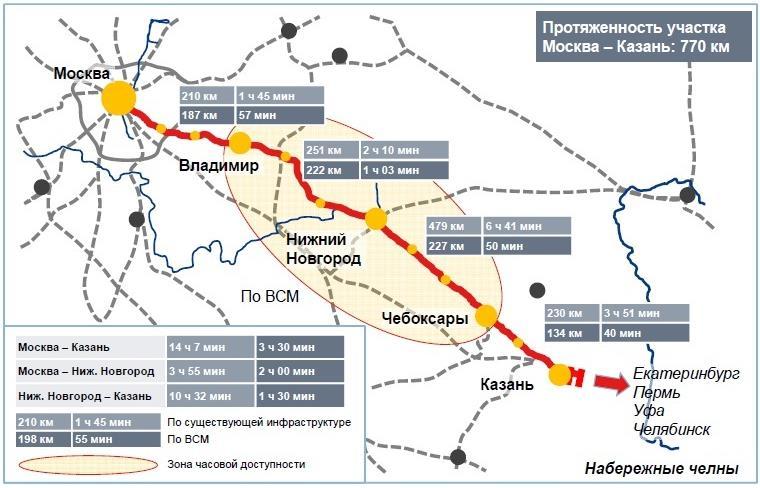 Протяженность участка
Москва – Казань: 770 км
Москва
210 км 1 ч 45 мин
187 км 57 мин
Владимир
251 км 2 ч 10 мин
222 км 1 ч 03 мин
Нижний
Новгород
479 км 6 ч 41 мин
227 км 50 мин
По ВСМ
Чебоксары
230 км 3 ч 51 мин
134 км 40 мин
Казань
Екатеринбург
Пермь
Уфа
Челябинск
Набережные челны
Москва – Казань 14 ч 7 мин 3 ч 30 мин
Москва – Ниж. Новгород 3 ч 55 мин 2 ч 00 мин
Ниж. Новгород – Казань 10 ч 32 мин 1 ч 30 мин
210 км 1 ч 45 мин По существующей инфраструктуре
198 км 55 мин По ВСМ
Зона часовой доступности